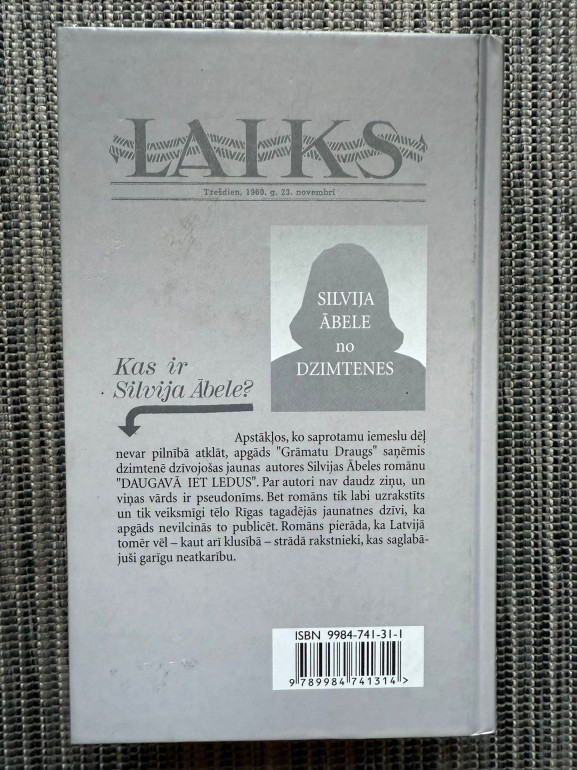 LAIKS
Trešdien, 1960. g. 23. novembrī
SILVIJA
ĀBELE
no
DZIMTENES
Kas ir
Silvija Ābele?
Apstākļos, ko saprotamu iemeslu dēļ
nevar pilnībā atklāt, apgāds "Grāmatu Draugs" saņēmis
dzimtenē dzīvojošas jaunas autores Silvijas Ābeles romānu
"DAUGAVĀ IET LEDUS". Par autori nav daudz ziņu, un
viņas vārds ir pseudonīms. Bet romāns tik labi uzrakstīts
un tik veiksmīgi tēlo Rīgas tagadējās jaunatnes dzīvi, ka
apgāds nevilcinās to publicēt. Romāns pierāda, ka Latvijā
tomēr vēl – kaut arī klusībā – strādā rakstnieki, kas saglabā-
juši garīgu neatkarību.
ISBN 9984-741-31-1
9 789984 741314 >